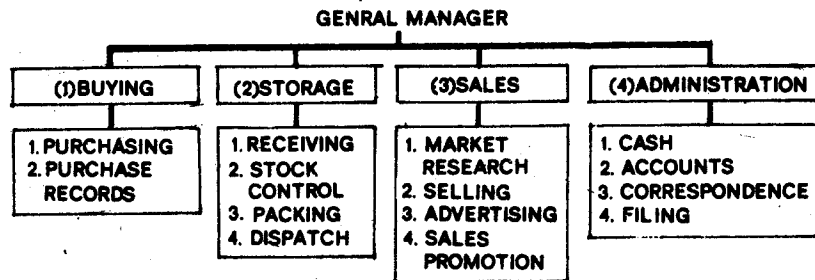 GENRAL MANAGER
(1)BUYING
(2)STORAGE
(3)SALES
(4)ADMINISTRATION
1. PURCHASING
2. PURCHASE
RECORDS
1. RECEIVING
2. STOCK
CONTROL
3. PACKING
4. DISPATCH
1. MARKET
RESEARCH
2. SELLING
3. ADVERTISING
4. SALES
PROMOTION
1. CASH
2. ACCOUNTS
3. CORRESPONDENCE
4. FILING